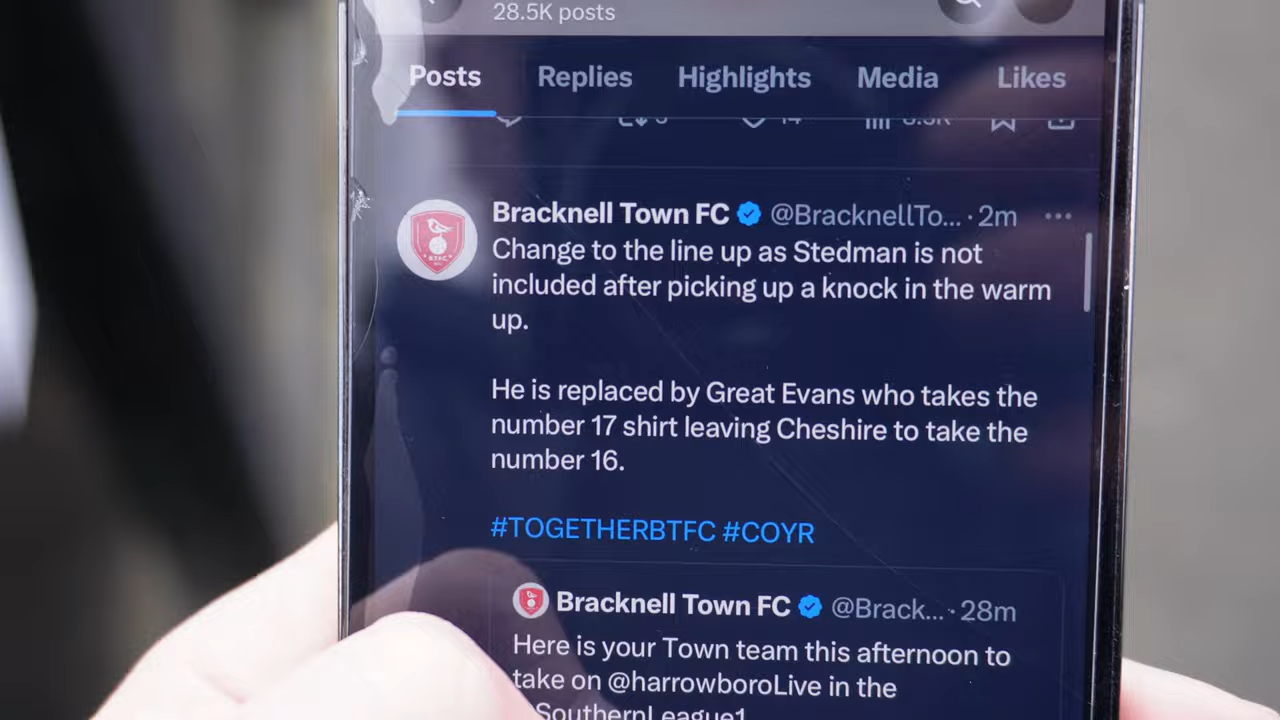 28.5K posts
Posts Replies Highlights Media Likes
Bracknell Town FC @BracknellTo... · 2m
Change to the line up as Stedman is not
included after picking up a knock in the warm
up.
He is replaced by Great Evans who takes the
number 17 shirt leaving Cheshire to take the
number 16.
#TOGETHERBTFC #COYR
Bracknell Town FC @Brack... · 28m
Here is your Town team this afternoon to
take on @harrowboroLive in the
SouthernLeague1